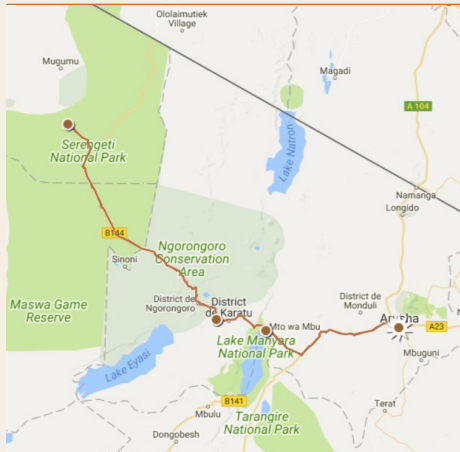 Ololaimutiek
Village
Mugumu
Magadi
A 104
Serengeti
National Park
Lake Natron
Namanga
Longido
B144
Ngorongoro
Conservation
Area
Sinoni
District de
Ngorongoro
District
de Karatu
District de
Monduli
Maswa Game
Reserve
Arusha
Mto wa Mbu
A23
Lake Manyara
National Park
Mbuguni
Lake Eyasi
B141
Mbulu
Terat
Tarangire
National Park
Dongobesh